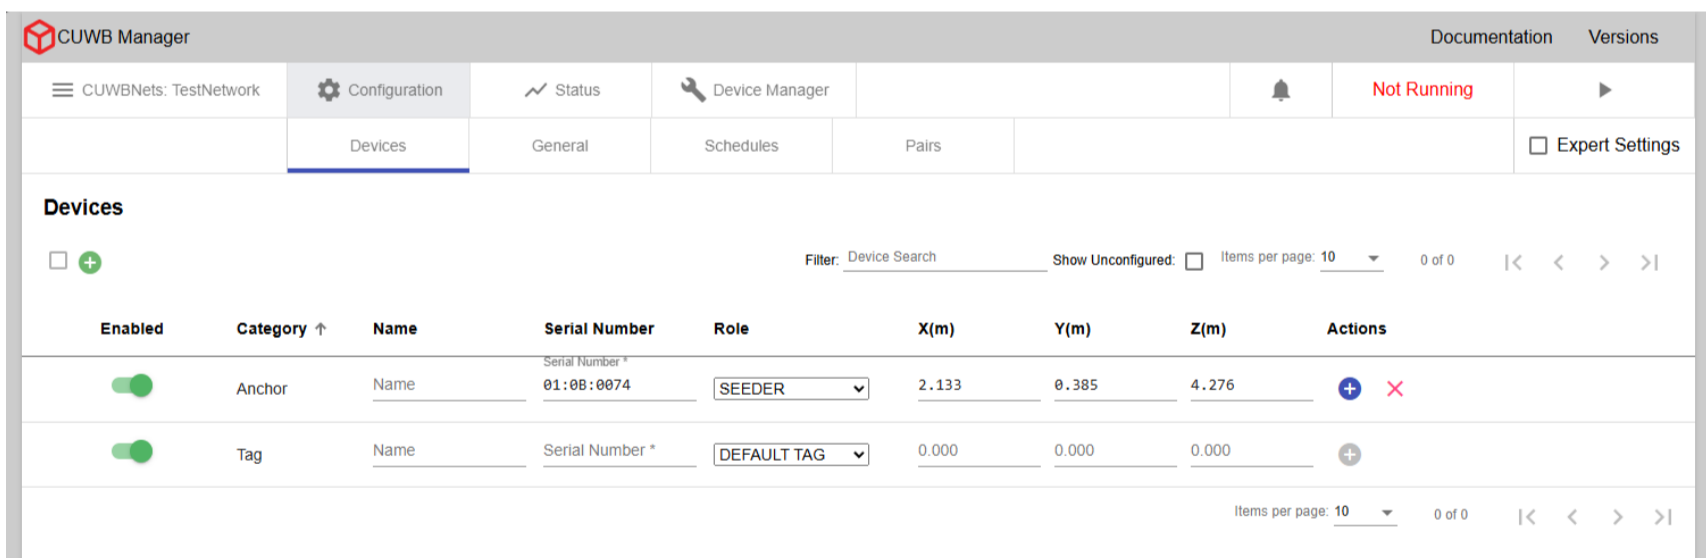 CUWB Manager Documentation Versions
CUWBNets: TestNetwork Configuration Status Device Manager Not Running
Devices General Schedules Pairs Expert Settings
Devices
Filter: Device Search Show Unconfigured: Items per page: 10 0 of 0
Enabled Category Name Serial Number Role X(m) Y(m) Z(m) Actions
Serial Number *
Anchor Name 01:0B:0074 SEEDER 2.133 0.385 4.276
Tag Name Serial Number * DEFAULT TAG 0.000 0.000 0.000
Items per page: 10 0 of 0